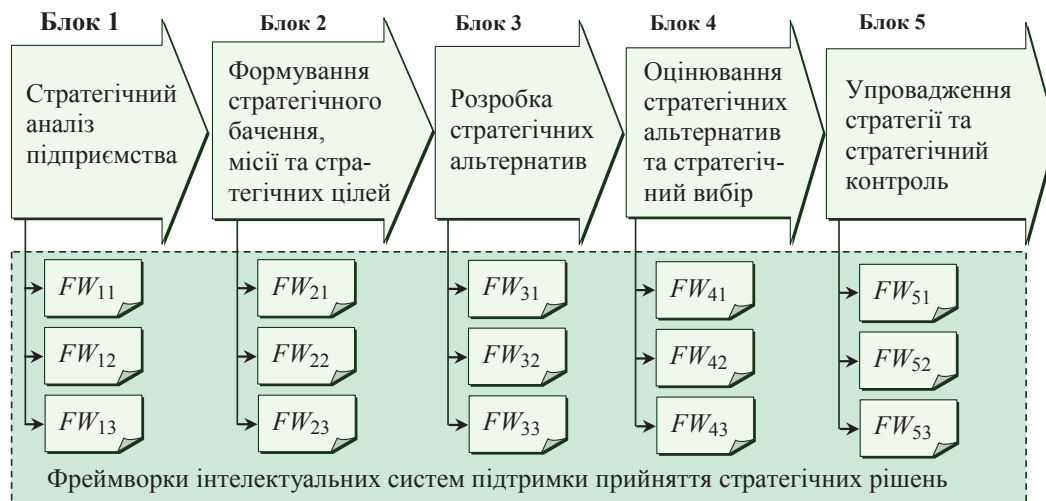 Блок 1
Стратегічний
аналіз
підприємства
Блок 2
Формування
стратегічного
бачення,
місії та стра-
тегічних цілей
Блок 3
Розробка
стратегічних
альтернатив
Блок 4
Оцінювання
стратегічних
альтернатив
та стратегіч-
ний вибір
Блок 5
Упровадження
стратегії та
стратегічний
контроль
FW11
FW12
FW13
FW21
FW22
FW23
FW31
FW32
FW33
FW41
FW42
FW43
FW51
FW52
FW53
Фреймворки інтелектуальних систем підтримки прийняття стратегічних рішень